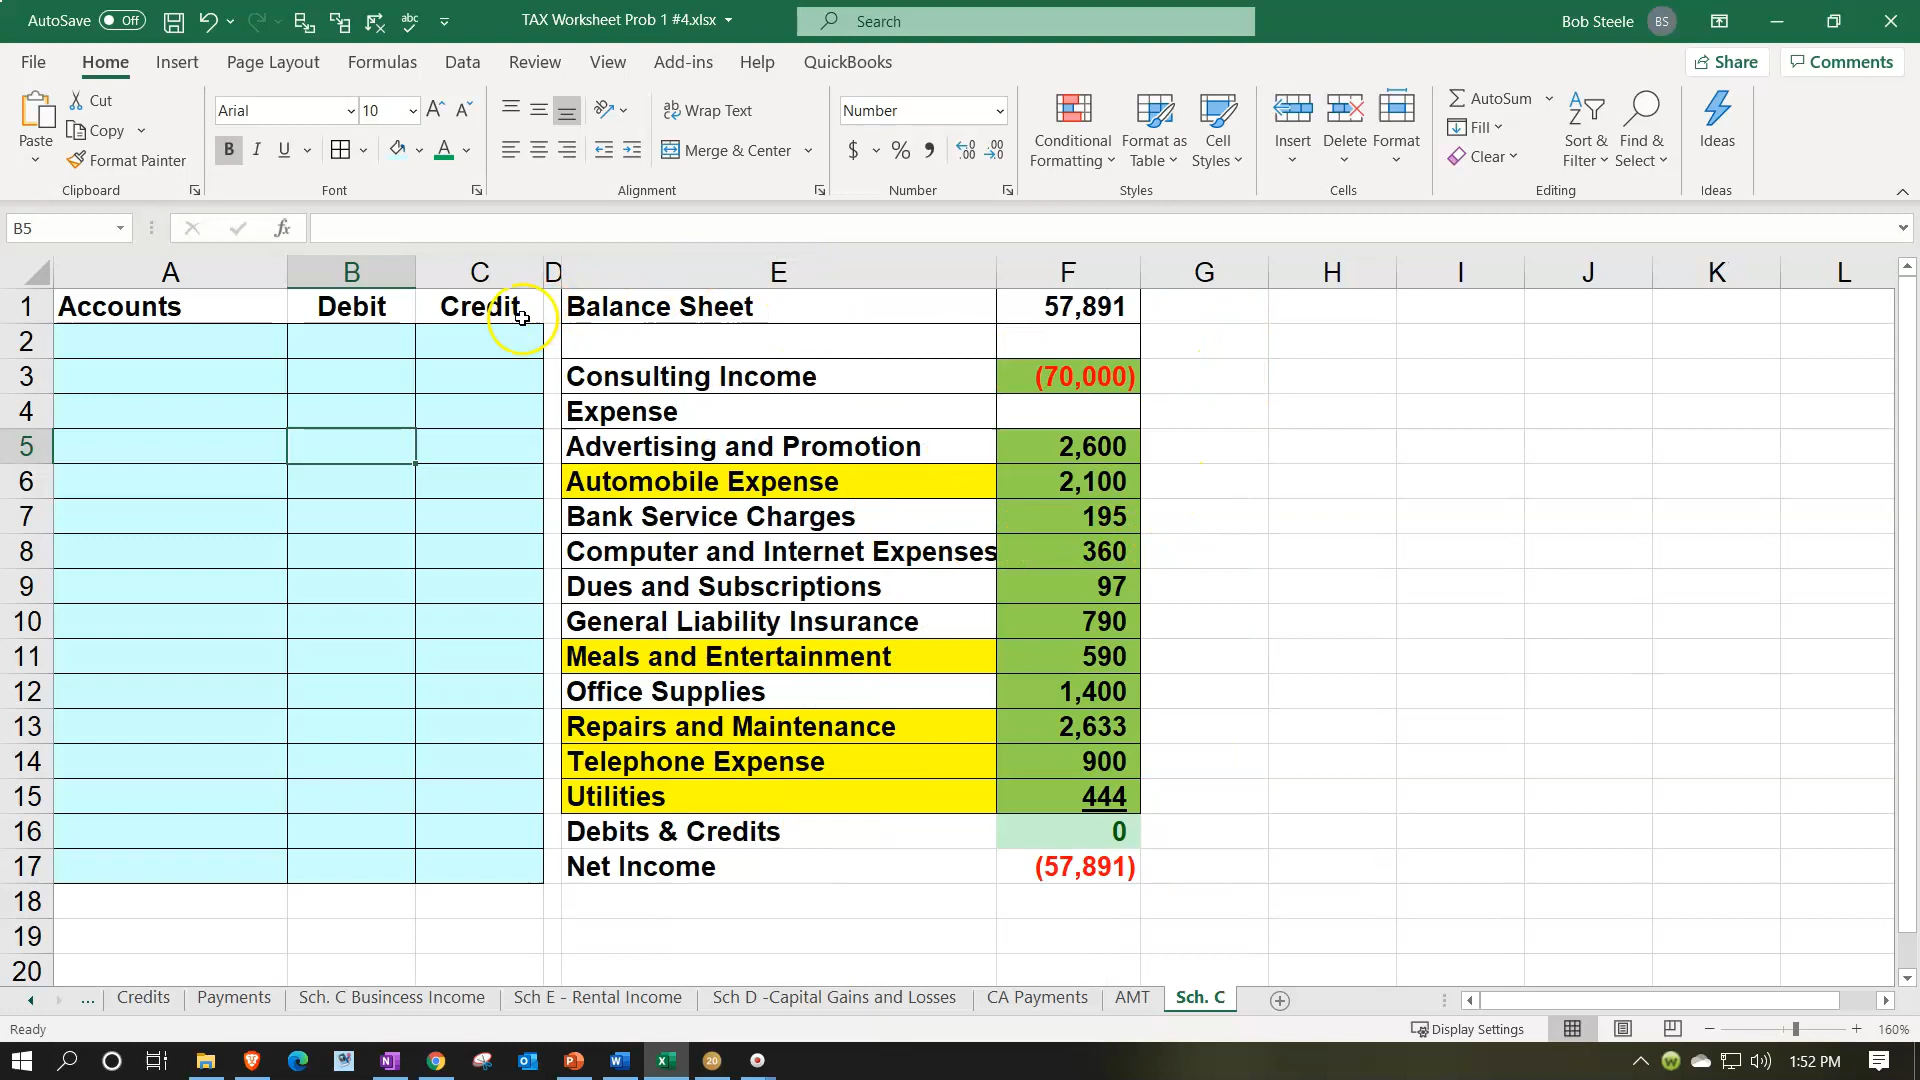 AutoSave Off abc TAX Worksheet Prob 1 #4.xlsx Search Bob Steele BS
File Home Insert Page Layout Formulas Data Review View Add-ins Help QuickBooks Share Comments
Paste Cut Copy Format Painter
Clipboard
Arial 10
B I U A
Font
ab Wrap Text
Merge & Center
Alignment
Number
$ % 9
Number
Conditional Formatting Format as Table Cell Styles
Styles
Insert Delete Format
Cells
AutoSum Fill Clear Sort & Filter Find & Select
Editing
Ideas
Ideas
B5 fx
A B C D E F G H I J K L
1 Accounts Debit Credit Balance Sheet 57,891
2
3 Consulting Income (70,000)
4 Expense
5 Advertising and Promotion 2,600
6 Automobile Expense 2,100
7 Bank Service Charges 195
8 Computer and Internet Expenses 360
9 Dues and Subscriptions 97
10 General Liability Insurance 790
11 Meals and Entertainment 590
12 Office Supplies 1,400
13 Repairs and Maintenance 2,633
14 Telephone Expense 900
15 Utilities 444
16 Debits & Credits 0
17 Net Income (57,891)
18
19
20
... Credits Payments Sch. C Busincess Income Sch E - Rental Income Sch D -Capital Gains and Losses CA Payments AMT Sch. C
Ready Display Settings 160%
20 1:52 PM